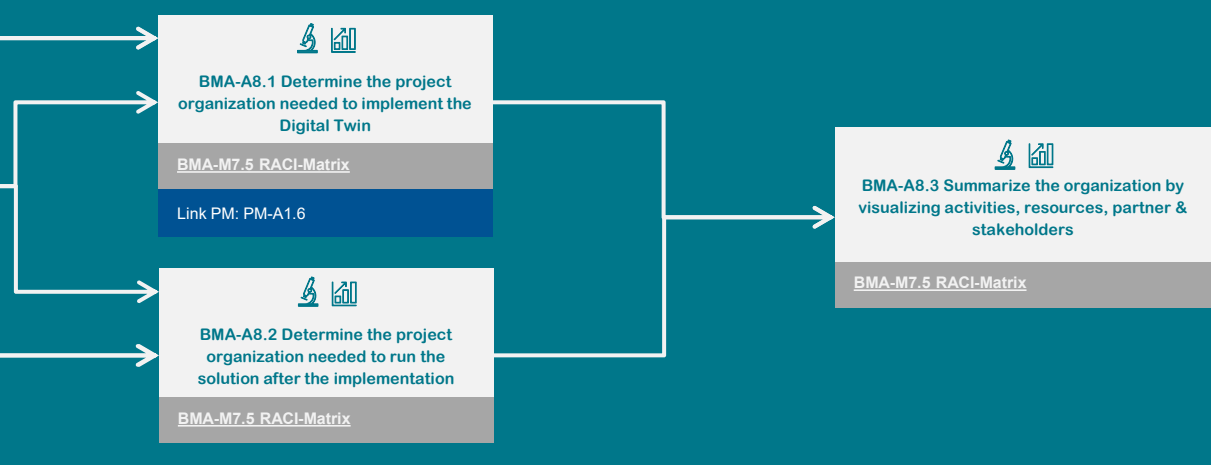 BMA-A8.1 Determine the project
organization needed to implement the
Digital Twin
BMA-M7.5 RACI-Matrix
Link PM: PM-A1.6
BMA-A8.2 Determine the project
organization needed to run the
solution after the implementation
BMA-M7.5 RACI-Matrix
BMA-A8.3 Summarize the organization by
visualizing activities, resources, partner &
stakeholders
BMA-M7.5 RACI-Matrix